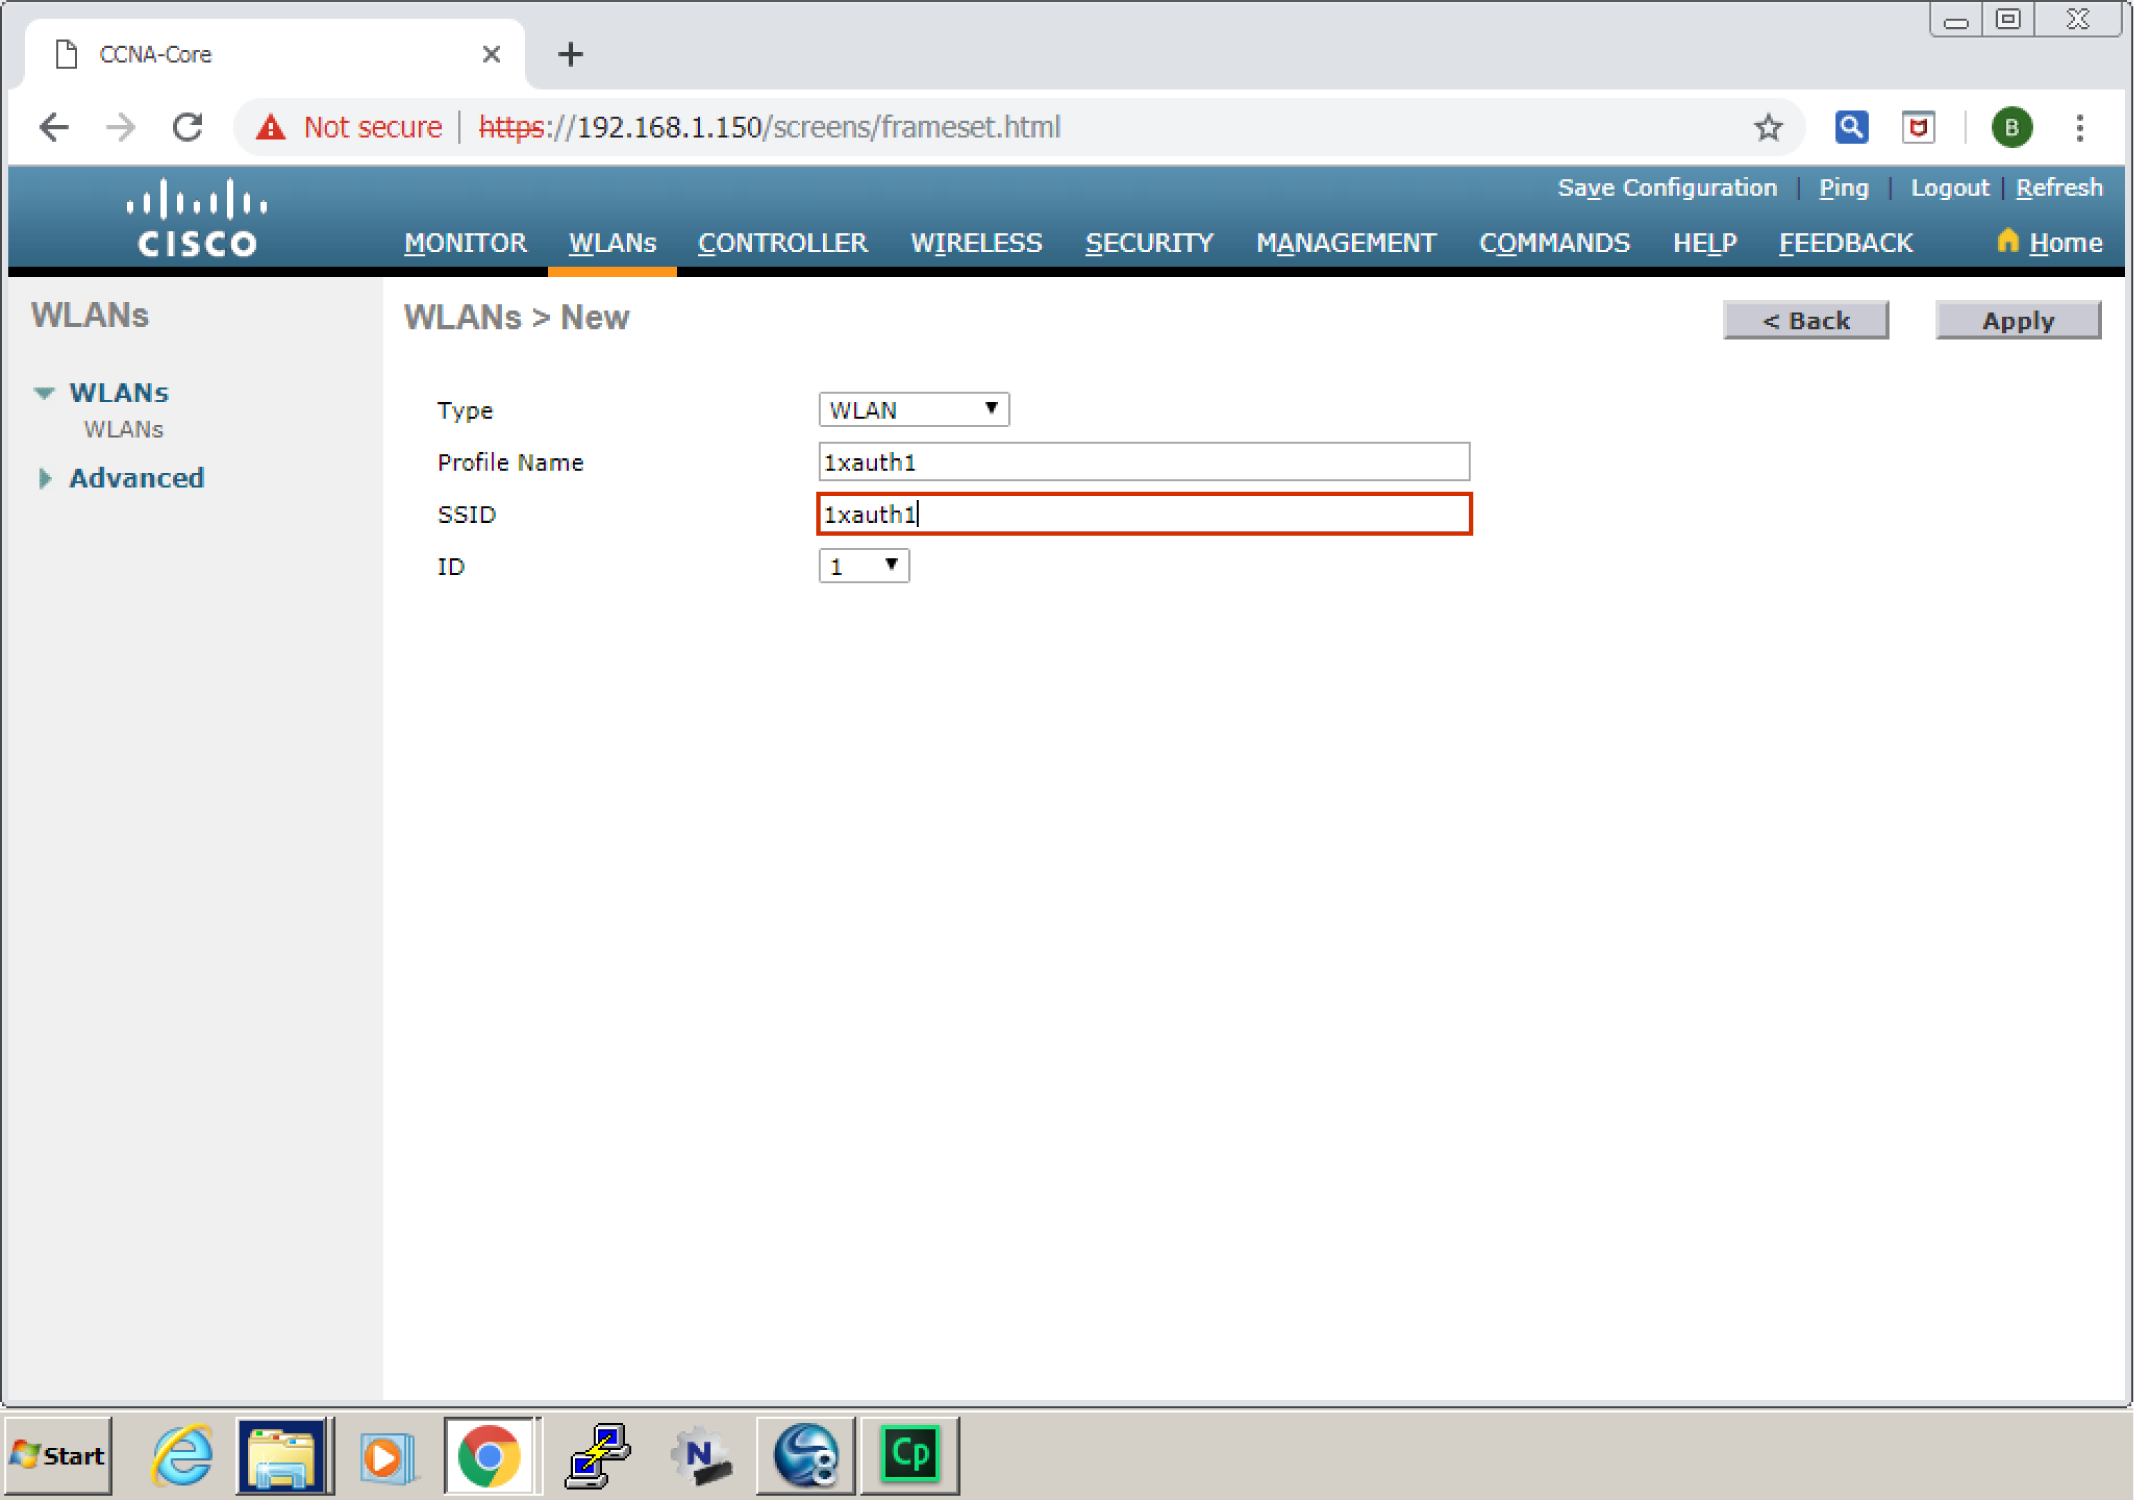 CCNA-Core
Not secure | https://192.168.1.150/screens/frameset.html
B
Save Configuration | Ping | Logout | Refresh
CISCO
MONITOR WLANs CONTROLLER WIRELESS SECURITY MANAGEMENT COMMANDS HELP FEEDBACK Home
WLANs
WLANs > New
< Back
Apply
WLANs
WLANs
Advanced
Type WLAN
Profile Name 1xauth1
SSID 1xauth1
ID 1
Start
N
8
Cp